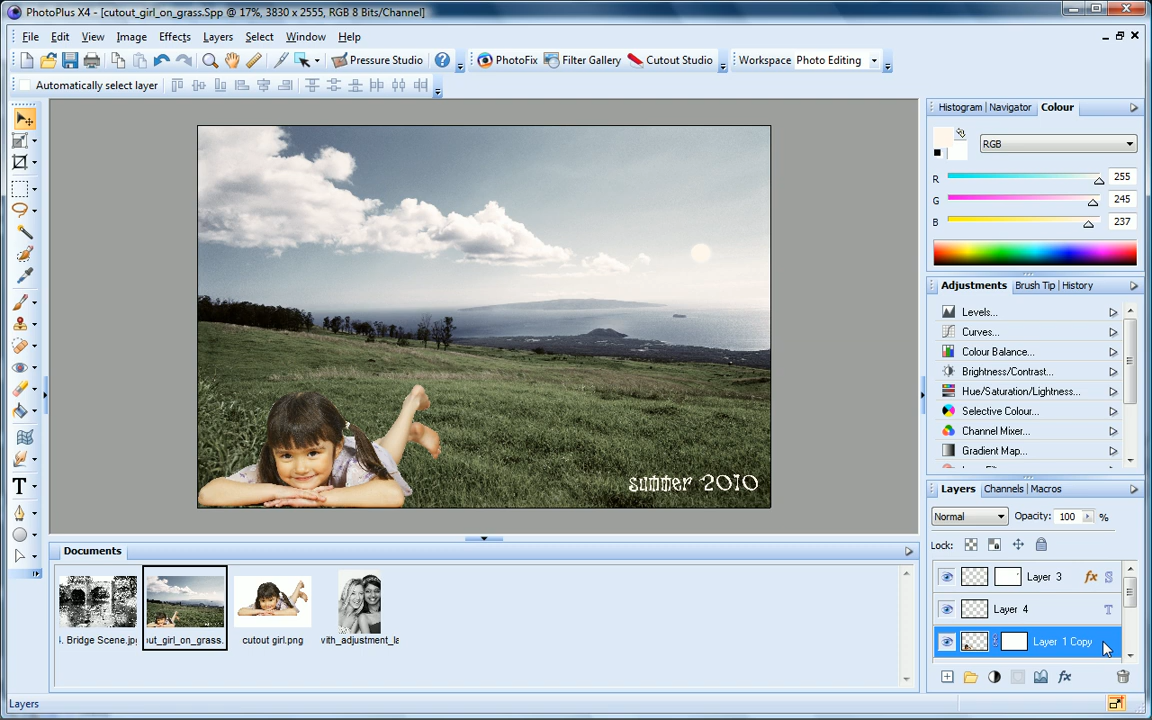 PhotoPlus X4 - [cutout_girl_on_grass.Spp @ 17%, 3830 x 2555, RGB 8 Bits/Channel]
File Edit View Image Effects Layers Select Window Help
Pressure Studio PhotoFix Filter Gallery Cutout Studio Workspace Photo Editing
Automatically select layer
Histogram | Navigator Colour
RGB
R 255
G 245
B 237
Adjustments Brush Tip | History
Levels...
Curves...
Colour Balance...
Brightness/Contrast...
Hue/Saturation/Lightness...
Selective Colour...
Channel Mixer...
Gradient Map...
summer 2010
Layers Channels | Macros
Normal Opacity: 100 %
Lock:
Layer 3 fx S
Layer 4 T
Layer 1 Copy
fx
Documents
. Bridge Scene.jpg
ut_girl_on_grass.
cutout girl.png
vith_adjustment_la
Layers